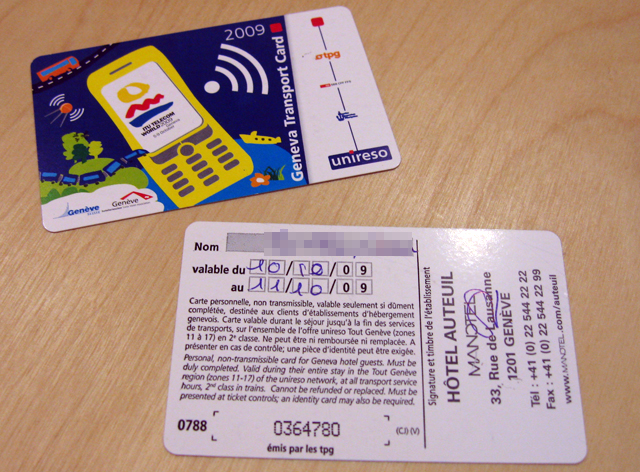 2009
Geneva Transport Card
ITU TELECOM
WORLD 2009
tpg
unireso
Genève
Genève
Nom
valable du 10/10/09
au 11/10/09
Carte personnelle, non transmissible, valable seulement si dûment
complétée, destinée aux clients d'établissements d'hébergement
genevois. Carte valable durant le séjour jusqu'à la fin des services
de transports, sur l'ensemble de l'offre unireso Tout Genève (zones
11 à 17) en 2e classe. Ne peut être ni remboursée ni remplacée. A
présenter en cas de contrôle; une pièce d'identité peut être exigée.
Personal, non-transmissible card for Geneva hotel guests. Must be
duly completed. Valid during their entire stay in the Tout Genève
region (zones 11-17) of the unireso network, at all transport service
hours, 2nd class in trains. Cannot be refunded or replaced. Must be
presented at ticket controls; an identity card may also be required.
0788
0364780
(CJ) (V)
émis par les tpg
Signature et timbre de l'établissement
HÔTEL AUTEUIL
MANOTEL
33, Rue de Lausanne
1201 GENÈVE
Tél : +41 (0) 22 544 22 22
Fax : +41 (0) 22 544 22 99
www.MANOTEL.com/auteuil